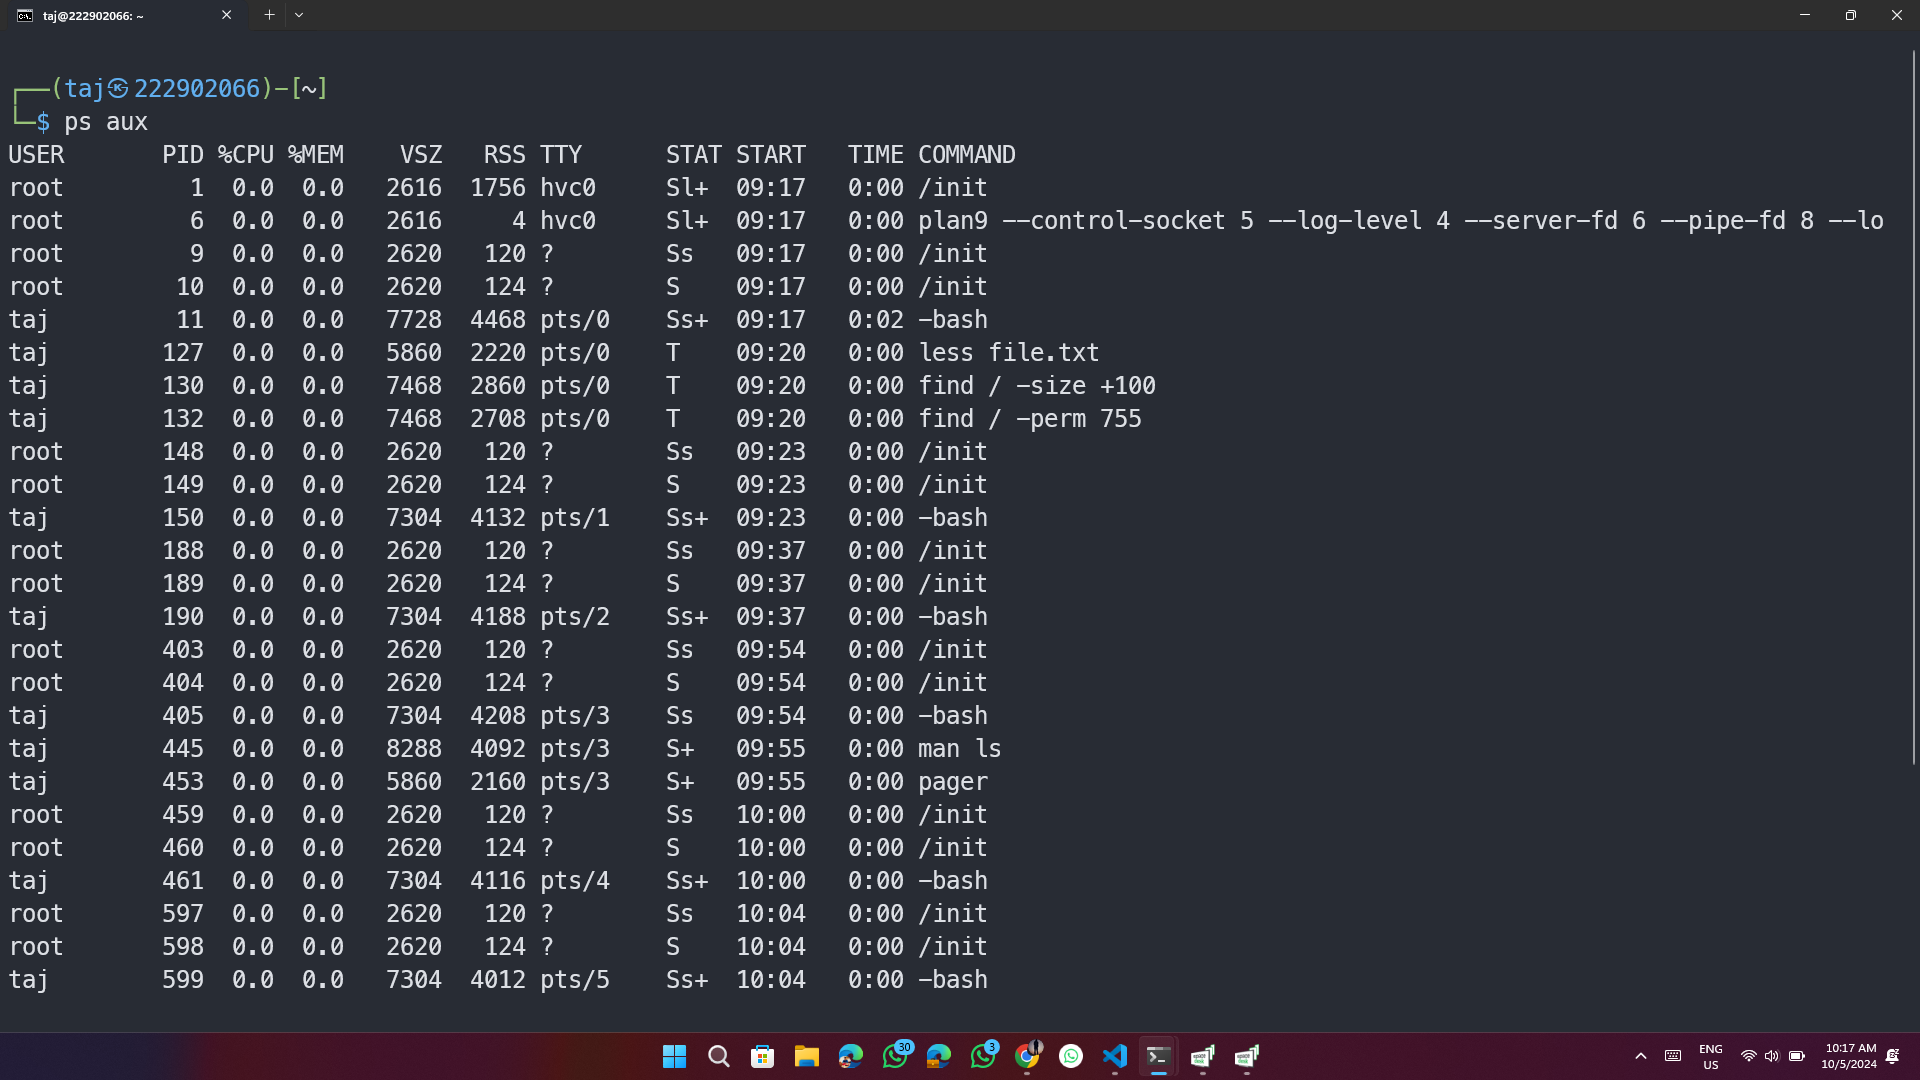 taj@222902066: ~
┌──(taj㉿222902066)-[~]
└─$ ps aux
USER       PID %CPU %MEM    VSZ   RSS TTY      STAT START   TIME COMMAND
root         1  0.0  0.0   2616  1756 hvc0     Sl+  09:17   0:00 /init
root         6  0.0  0.0   2616     4 hvc0     Sl+  09:17   0:00 plan9 --control-socket 5 --log-level 4 --server-fd 6 --pipe-fd 8 --lo
root         9  0.0  0.0   2620   120 ?        Ss   09:17   0:00 /init
root        10  0.0  0.0   2620   124 ?        S    09:17   0:00 /init
taj         11  0.0  0.0   7728  4468 pts/0    Ss+  09:17   0:02 -bash
taj        127  0.0  0.0   5860  2220 pts/0    T    09:20   0:00 less file.txt
taj        130  0.0  0.0   7468  2860 pts/0    T    09:20   0:00 find / -size +100
taj        132  0.0  0.0   7468  2708 pts/0    T    09:20   0:00 find / -perm 755
root       148  0.0  0.0   2620   120 ?        Ss   09:23   0:00 /init
root       149  0.0  0.0   2620   124 ?        S    09:23   0:00 /init
taj        150  0.0  0.0   7304  4132 pts/1    Ss+  09:23   0:00 -bash
root       188  0.0  0.0   2620   120 ?        Ss   09:37   0:00 /init
root       189  0.0  0.0   2620   124 ?        S    09:37   0:00 /init
taj        190  0.0  0.0   7304  4188 pts/2    Ss+  09:37   0:00 -bash
root       403  0.0  0.0   2620   120 ?        Ss   09:54   0:00 /init
root       404  0.0  0.0   2620   124 ?        S    09:54   0:00 /init
taj        405  0.0  0.0   7304  4208 pts/3    Ss   09:54   0:00 -bash
taj        445  0.0  0.0   8288  4092 pts/3    S+   09:55   0:00 man ls
taj        453  0.0  0.0   5860  2160 pts/3    S+   09:55   0:00 pager
root       459  0.0  0.0   2620   120 ?        Ss   10:00   0:00 /init
root       460  0.0  0.0   2620   124 ?        S    10:00   0:00 /init
taj        461  0.0  0.0   7304  4116 pts/4    Ss+  10:00   0:00 -bash
root       597  0.0  0.0   2620   120 ?        Ss   10:04   0:00 /init
root       598  0.0  0.0   2620   124 ?        S    10:04   0:00 /init
taj        599  0.0  0.0   7304  4012 pts/5    Ss+  10:04   0:00 -bash
30
3
ENG
US
10:17 AM
10/5/2024